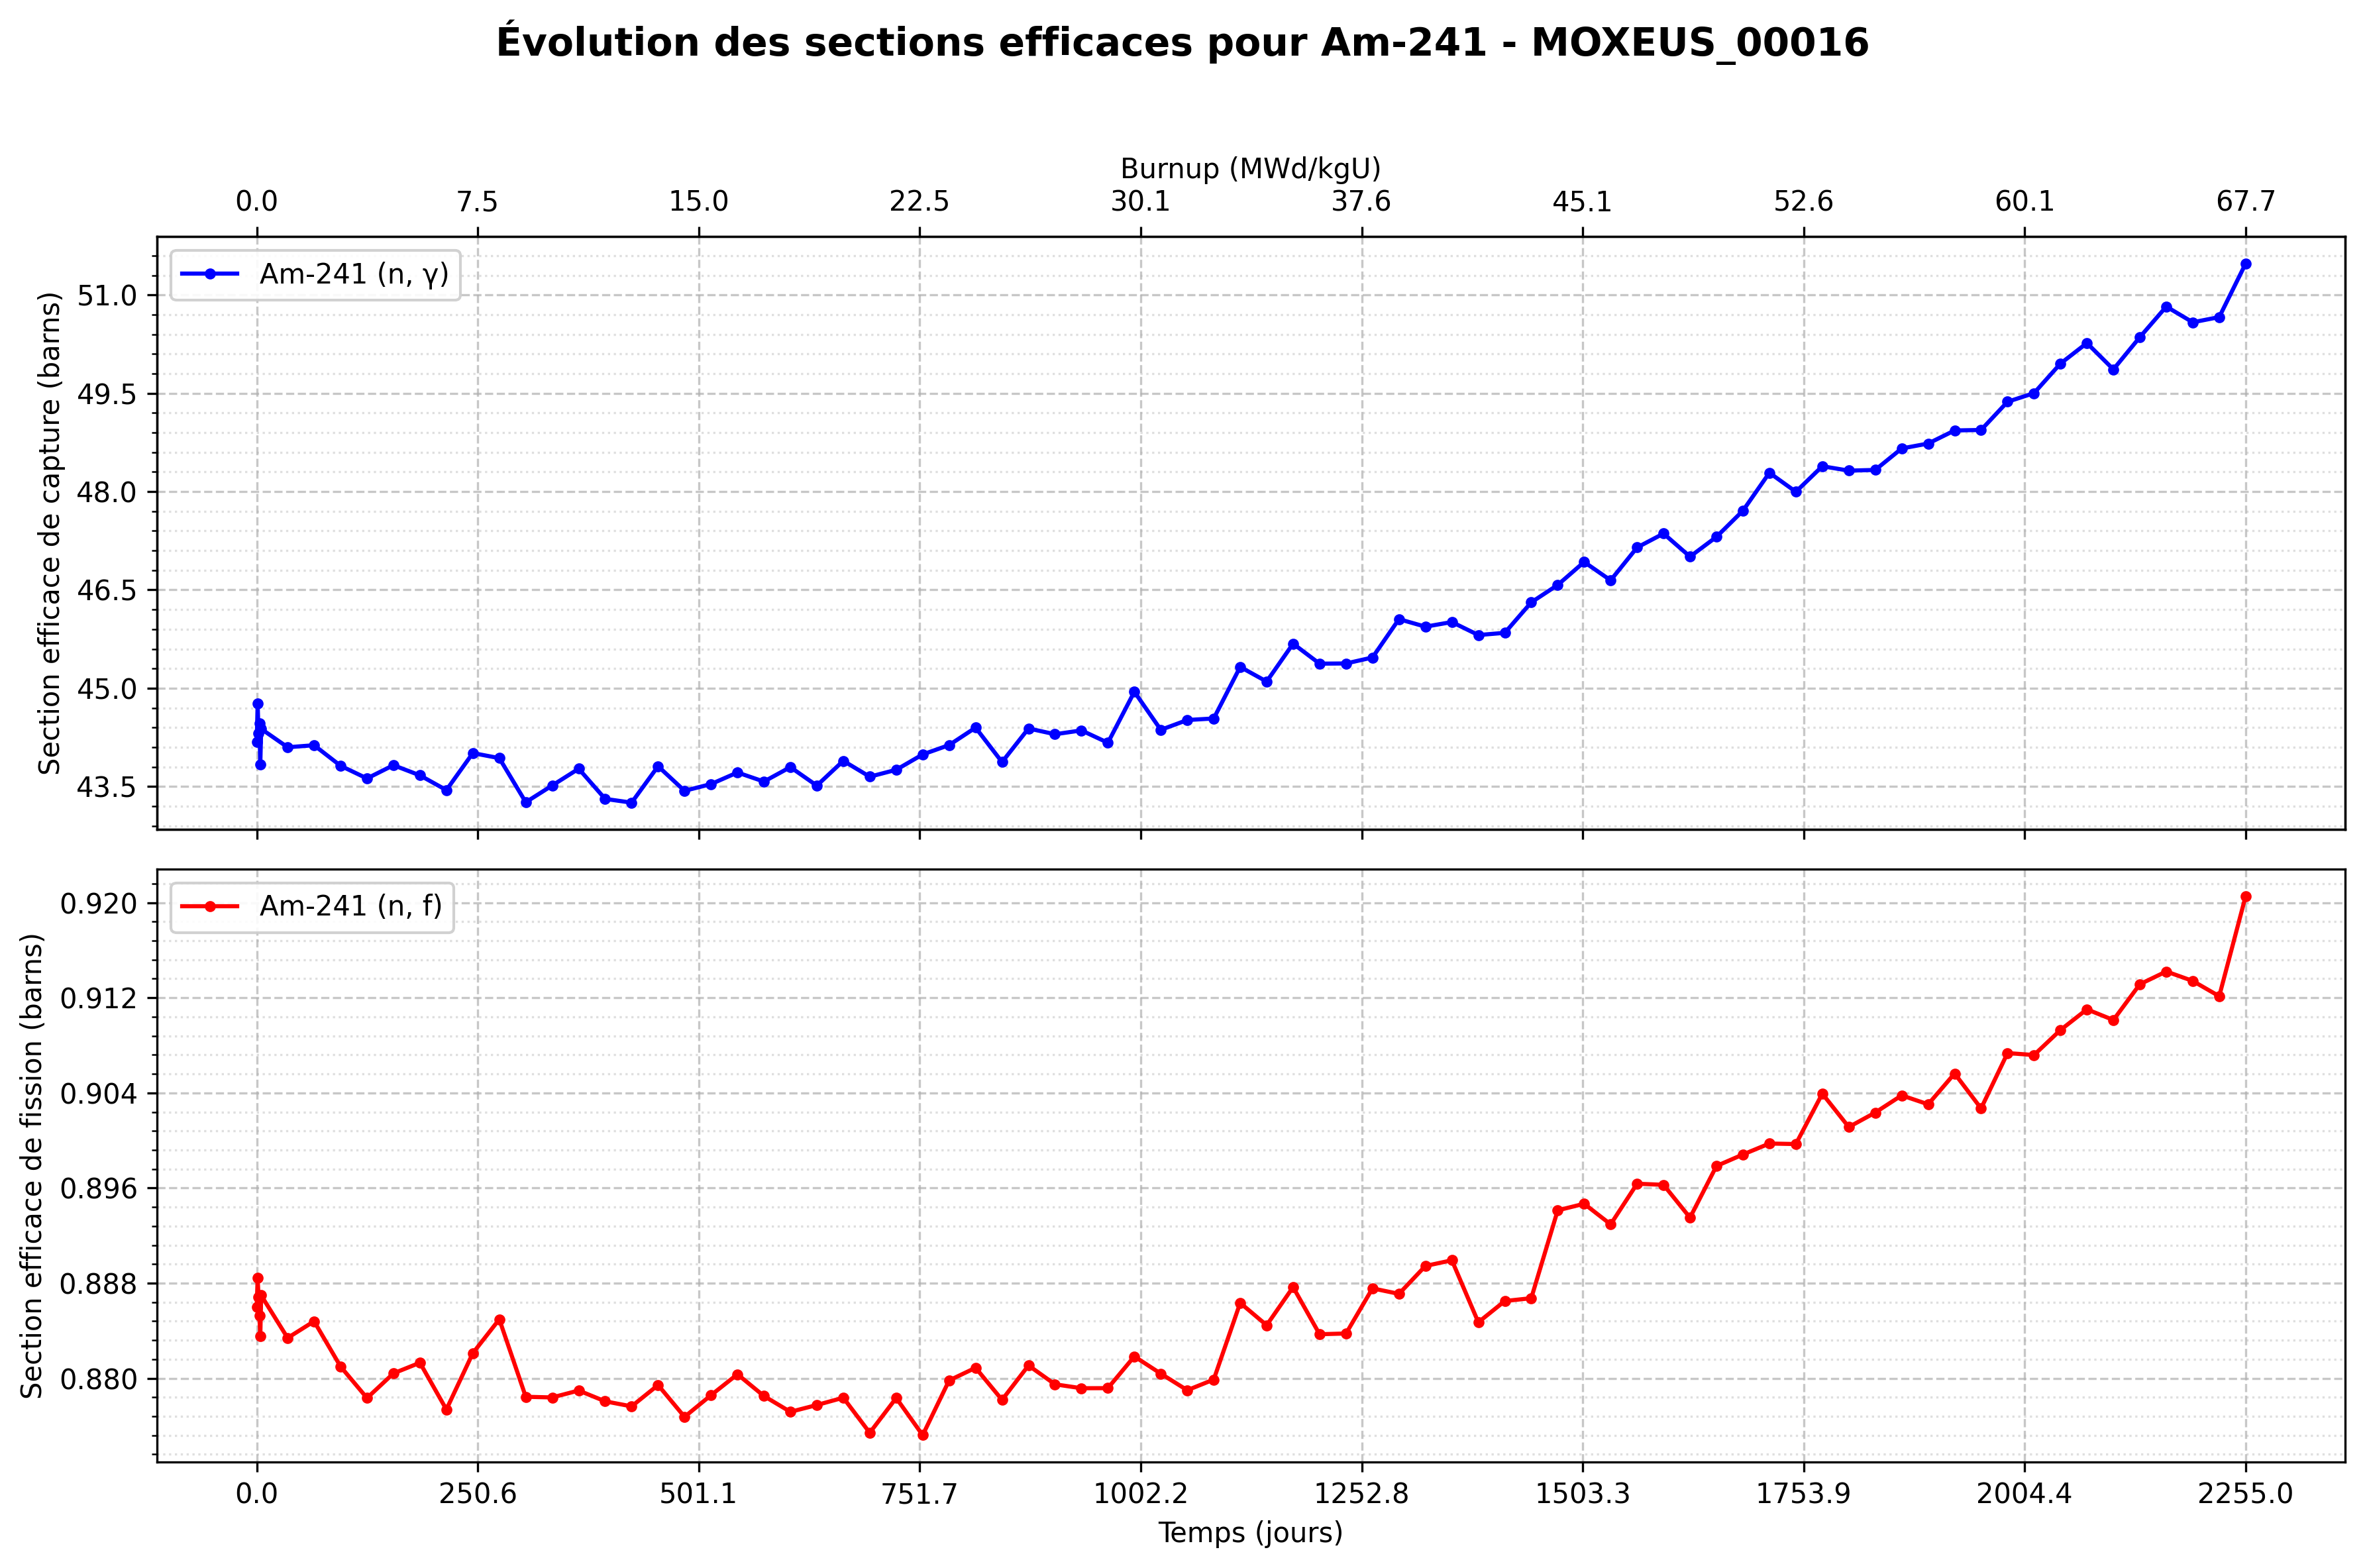 Évolution des sections efficaces pour Am-241 - MOXEUS_00016
Burnup (MWd/kgU)
0.0 7.5 15.0 22.5 30.1 37.6 45.1 52.6 60.1 67.7
Am-241 (n, γ)
Section efficace de capture (barns)
51.0
49.5
48.0
46.5
45.0
43.5
Am-241 (n, f)
Section efficace de fission (barns)
0.920
0.912
0.904
0.896
0.888
0.880
0.0 250.6 501.1 751.7 1002.2 1252.8 1503.3 1753.9 2004.4 2255.0
Temps (jours)